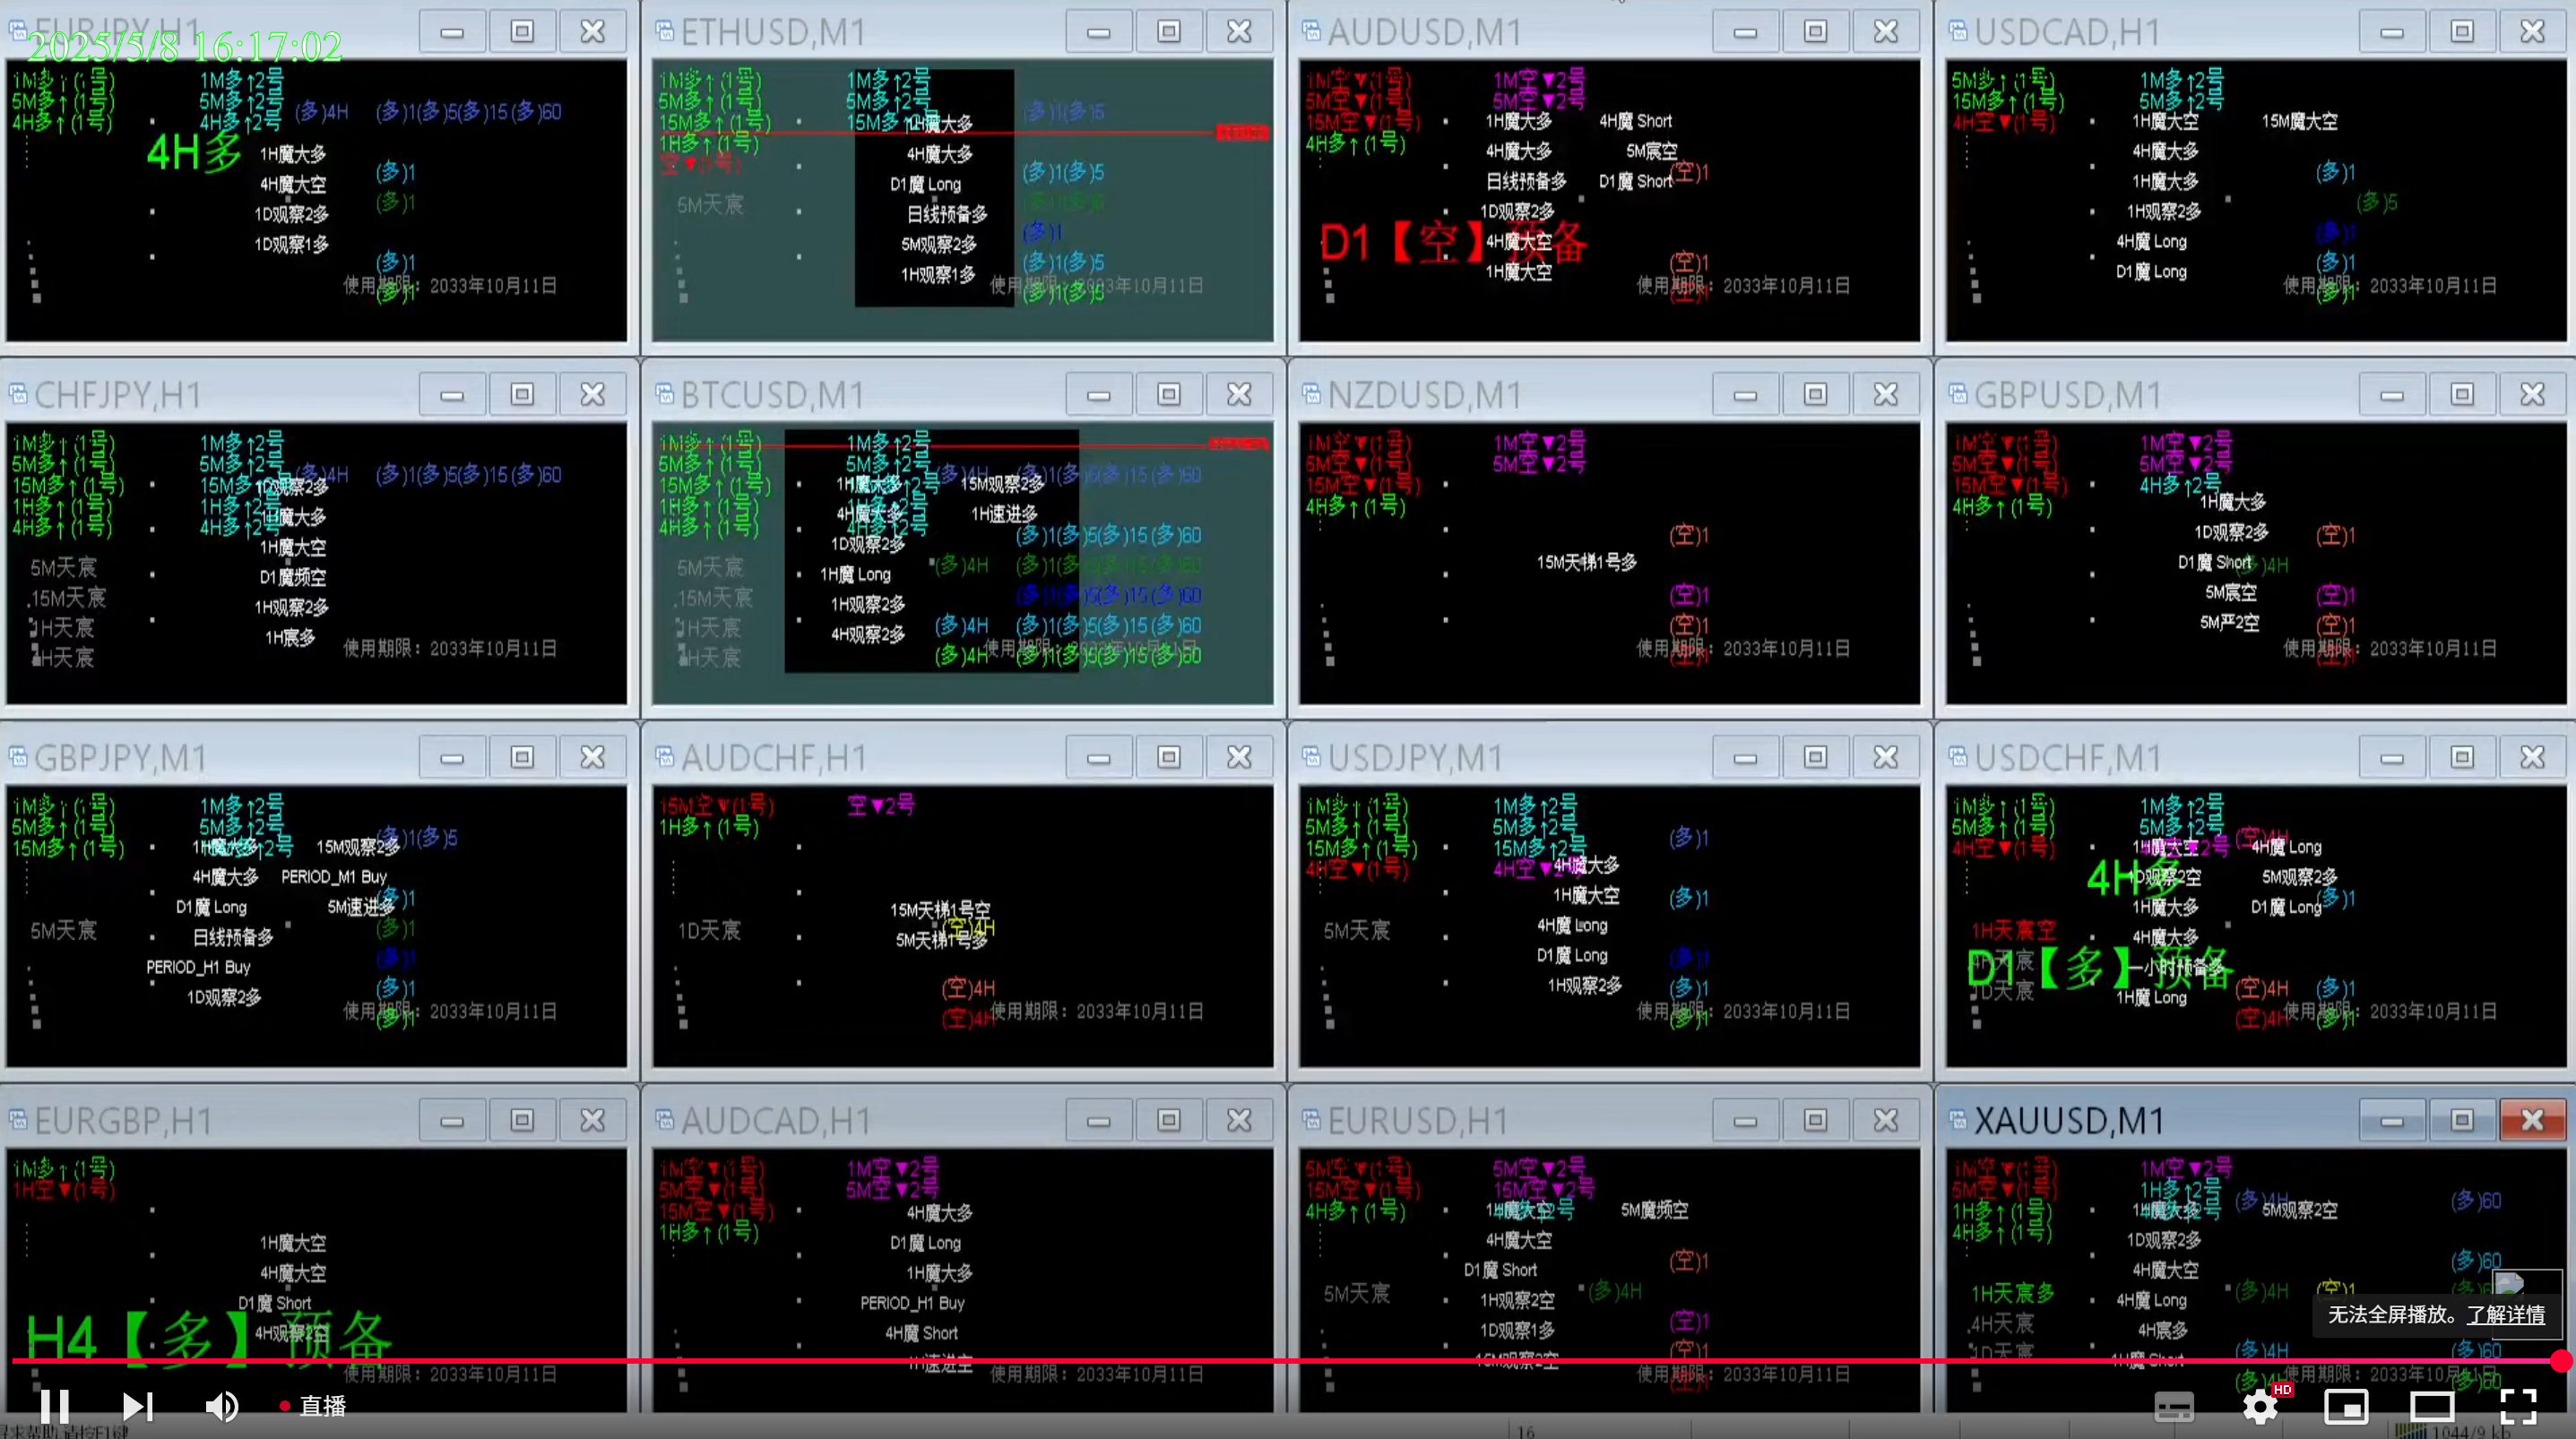 EURJPY,H1
2025/5/8 16:17:02
1M多↑(1号)
5M多↑(1号)
4H多↑(1号)
1M多↑2号
5M多↑2号
4H多↑2号
(多)4H
(多)1(多)5(多)15(多)60
4H多
1H魔大多
4H魔大空
1D观察2多
1D观察1多
(多)1
(多)1
(多)1
(多)1
使用期限：2033年10月11日
ETHUSD,M1
1M多↑(1号)
5M多↑(1号)
15M多↑(1号)
1H多↑(1号)
空▼(1号)
5M天宸
1M多↑2号
5M多↑2号
15M多↑2号
魔大多
4H魔大多
D1魔 Long
日线预备多
5M观察2多
1H观察1多
(多)1(多)5
(多)1(多)5
(多)1
(多)1(多)5
(多)1(多)5
2033年10月11日
AUDUSD,M1
1M空▼(1号)
5M空▼(1号)
15M空▼(1号)
4H多↑(1号)
1M空▼2号
5M空▼2号
1H魔大多
4H魔 Short
4H魔大多
5M宸空
日线预备多
D1魔 Short
(空)1
1D观察2多
D1【空】预备
4H魔大空
1H魔大空
(空)1
使用期限：2033年10月11日
USDCAD,H1
5M多↑(1号)
15M多↑(1号)
4H空▼(1号)
1M多↑2号
5M多↑2号
1H魔大空
15M魔大空
4H魔大多
1H魔大多
1H观察2多
4H魔 Long
D1魔 Long
(多)1
(多)5
(多)1
(多)1
(多)1
使用期限：2033年10月11日
CHFJPY,H1
1M多↑(1号)
5M多↑(1号)
15M多↑(1号)
1H多↑(1号)
4H多↑(1号)
5M天宸
15M天宸
1H天宸
4H天宸
1M多↑2号
5M多↑2号
15M多↑2号
1H多↑2号
4H多↑2号
(多)4H
(多)1(多)5(多)15(多)60
1D观察2多
1H魔大多
1H魔大空
D1魔频空
1H观察2多
1H宸多
使用期限：2033年10月11日
BTCUSD,M1
1M多↑(1号)
5M多↑(1号)
15M多↑(1号)
1H多↑(1号)
4H多↑(1号)
5M天宸
15M天宸
1H天宸
4H天宸
1M多↑2号
5M多↑2号
1H魔大多
15M观察2多
4H魔大多
1H速进多
1D观察2多
1H魔 Long
1H观察2多
4H观察2多
(多)4H
(多)1(多)5(多)15(多)60
(多)1(多)5(多)15(多)60
(多)4H
(多)1(多)5(多)15(多)60
(多)1(多)5(多)15(多)60
(多)4H
(多)1(多)5(多)15(多)60
(多)4H
(多)1(多)5(多)15(多)60
NZDUSD,M1
1M空▼(1号)
5M空▼(1号)
15M空▼(1号)
4H多↑(1号)
1M空▼2号
5M空▼2号
15M天梯1号多
(空)1
(空)1
(空)1
使用期限：2033年10月11日
GBPUSD,M1
1M空▼(1号)
5M空▼(1号)
15M空▼(1号)
4H多↑(1号)
1M空▼2号
5M空▼2号
4H多↑2号
1H魔大多
1D观察2多
D1魔 Short
(多)4H
5M宸空
5M严2空
(空)1
(空)1
(空)1
使用期限：2033年10月11日
GBPJPY,M1
1M多↑(1号)
5M多↑(1号)
15M多↑(1号)
5M天宸
1M多↑2号
5M多↑2号
(多)1(多)5
1H魔大多
15M观察2多
4H魔大多
PERIOD_M1 Buy
D1魔 Long
5M速进多
日线预备多
PERIOD_H1 Buy
1D观察2多
(多)1
(多)1
(多)1
(多)1
(多)1
使用期限：2033年10月11日
AUDCHF,H1
15M空▼(1号)
1H多↑(1号)
1D天宸
空▼2号
15M天梯1号空
(空)4H
5M天梯1号多
(空)4H
(空)4H
使用期限：2033年10月11日
USDJPY,M1
1M多↑(1号)
5M多↑(1号)
15M多↑(1号)
4H空▼(1号)
5M天宸
1M多↑2号
5M多↑2号
15M多↑2号
4H空▼2号
4H魔大多
1H魔大空
4H魔 Long
D1魔 Long
1H观察2多
(多)1
(多)1
(多)1
(多)1
(多)1
使用期限：2033年10月11日
USDCHF,M1
1M多↑(1号)
5M多↑(1号)
4H空▼(1号)
1M多↑2号
5M多↑2号
(空)4H
1H魔大空
4H魔 Long
4H多
1D观察2空
5M观察2多
1H魔大多
D1魔 Long
(多)1
1H天宸空
4H天宸
1D天宸
4H魔大多
D1【多】预备
一小时预备多
1H魔 Long
(空)4H
(多)1
(空)4H
(多)1
使用期限：2033年10月11日
EURGBP,H1
1M多↑(1号)
1H空▼(1号)
1H魔大空
4H魔大空
D1魔 Short
4H观察2空
H4【多】预备
使用期限：2033年10月11日
AUDCAD,H1
1M空▼(1号)
5M空▼(1号)
15M空▼(1号)
1H多↑(1号)
1M空▼2号
5M空▼2号
4H魔大多
D1魔 Long
1H魔大多
PERIOD_H1 Buy
4H魔 Short
1H速进空
使用期限：2033年10月11日
EURUSD,H1
5M空▼(1号)
15M空▼(1号)
4H多↑(1号)
5M天宸
5M空▼2号
15M空▼2号
1H魔大空
5M魔频空
4H魔大空
D1魔 Short
1H观察2空
(多)4H
1D观察1多
15M观察2空
(空)1
(空)1
(空)1
使用期限：2033年10月11日
XAUUSD,M1
1M空▼(1号)
5M空▼(1号)
1H多↑(1号)
4H多↑(1号)
1M空▼2号
1H多↑2号
(多)4H
(多)60
1H魔大多
5M观察2空
1D观察2多
4H魔大空
(多)60
1H天宸多
4H天宸
1D天宸
4H魔 Long
4H宸多
1H魔 Short
(多)4H
(空)1
(多)4H
(多)60
使用期限：2033年10月11日
无法全屏播放。了解详情
直播
HD
寻求帮助,请按F1键
16
1044/9 kb